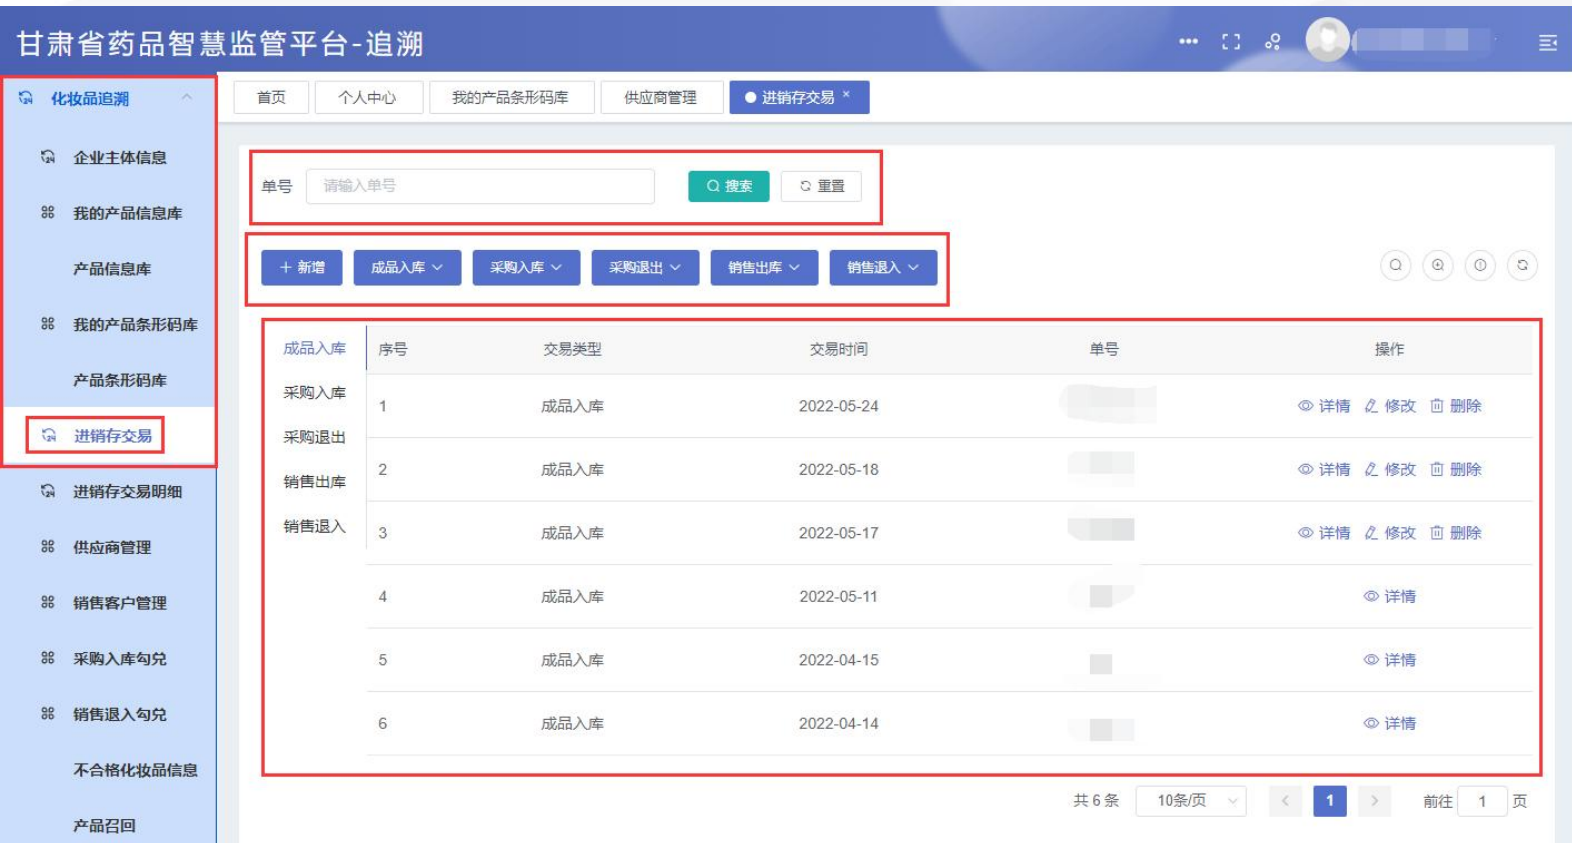 甘肃省药品智慧监管平台-追溯
化妆品追溯
企业主体信息
我的产品信息库
产品信息库
我的产品条形码库
产品条形码库
进销存交易
进销存交易明细
供应商管理
销售客户管理
采购入库勾兑
销售退入勾兑
不合格化妆品信息
产品召回
首页 个人中心 我的产品条形码库 供应商管理 进销存交易 ×
单号 请输入单号 搜索 重置
+ 新增 成品入库 采购入库 采购退出 销售出库 销售退入
成品入库
采购入库
采购退出
销售出库
销售退入
序号 交易类型 交易时间 单号 操作
1 成品入库 2022-05-24 详情 修改 删除
2 成品入库 2022-05-18 详情 修改 删除
3 成品入库 2022-05-17 详情 修改 删除
4 成品入库 2022-05-11 详情
5 成品入库 2022-04-15 详情
6 成品入库 2022-04-14 详情
共 6 条 10条/页 < 1 > 前往 1 页